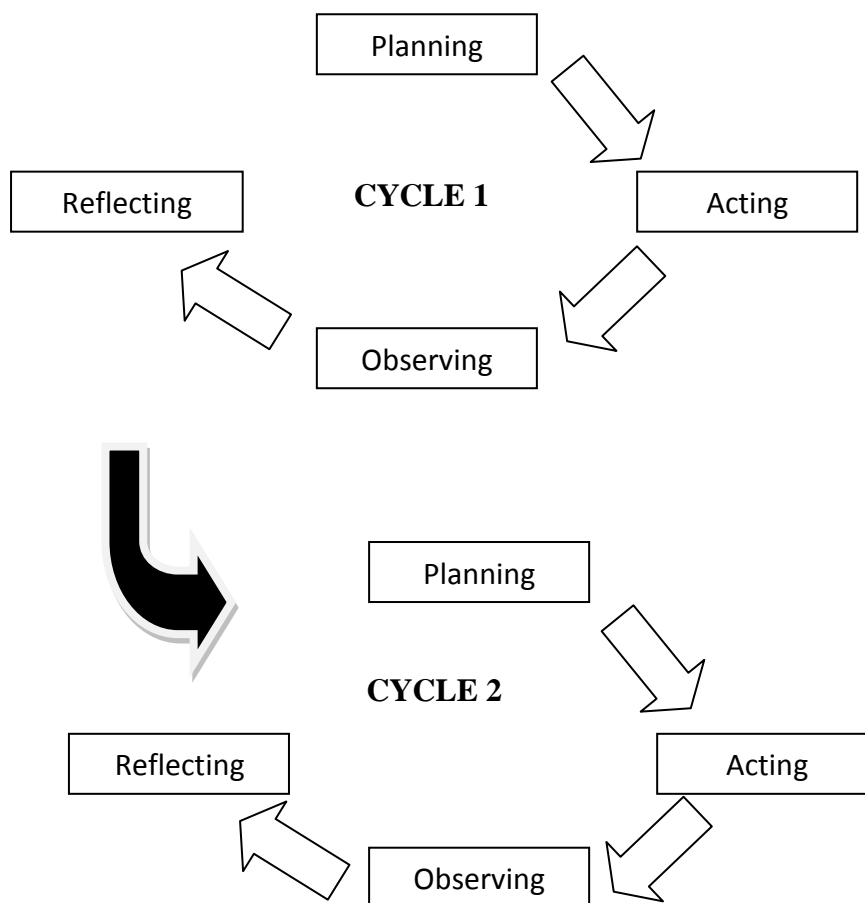 Planning
Reflecting
CYCLE 1
Acting
Observing
Planning
CYCLE 2
Reflecting
Acting
Observing